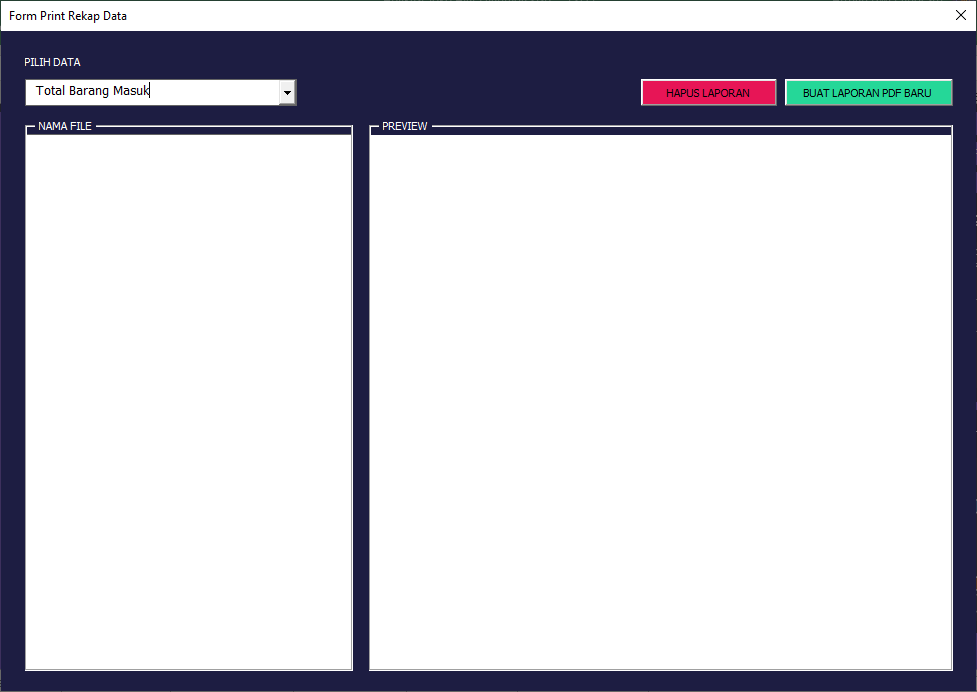 Form Print Rekap Data
PILIH DATA
Total Barang Masuk
HAPUS LAPORAN
BUAT LAPORAN PDF BARU
NAMA FILE
PREVIEW